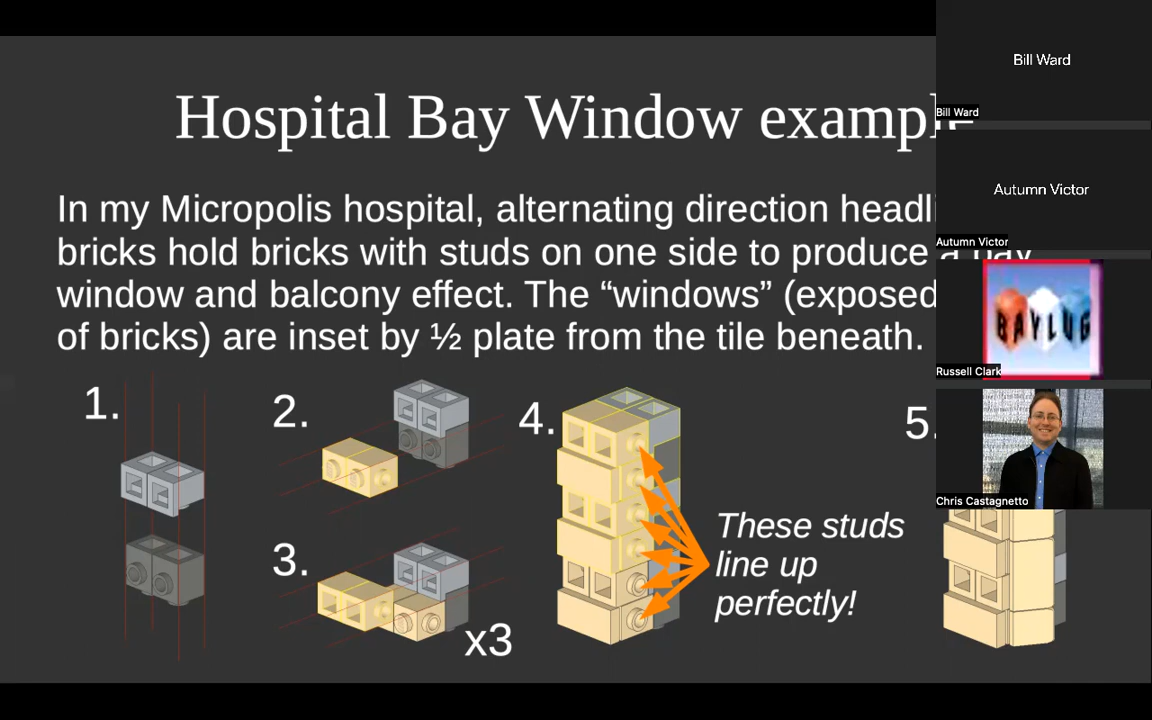 Hospital Bay Window exampl
In my Micropolis hospital, alternating direction headli
bricks hold bricks with studs on one side to produce a bay
window and balcony effect. The “windows” (exposed
of bricks) are inset by ½ plate from the tile beneath.
1.
2.
3.
x3
4.
These studs
line up
perfectly!
5.
Bill Ward
Bill Ward
Autumn Victor
Autumn Victor
BAYLUG
Russell Clark
Chris Castagnetto